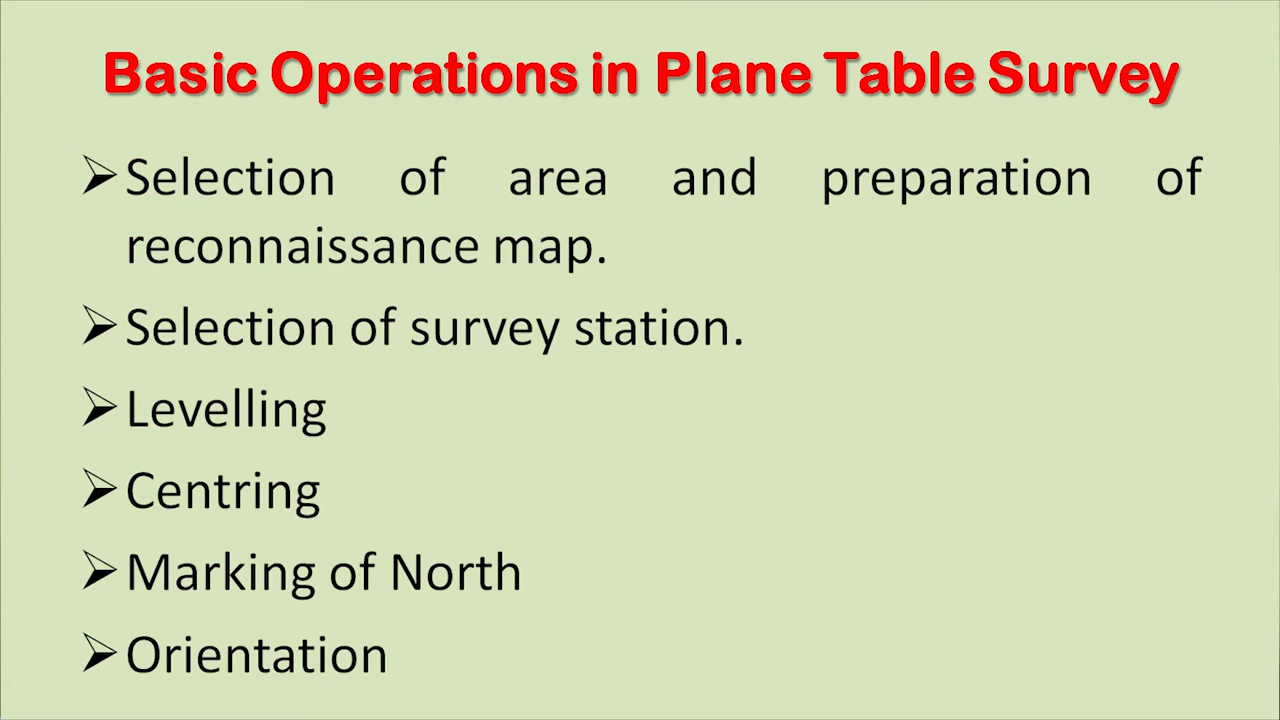 Basic Operations in Plane Table Survey
➢Selection of area and preparation of
reconnaissance map.
➢Selection of survey station.
➢Levelling
➢Centring
➢Marking of North
➢Orientation